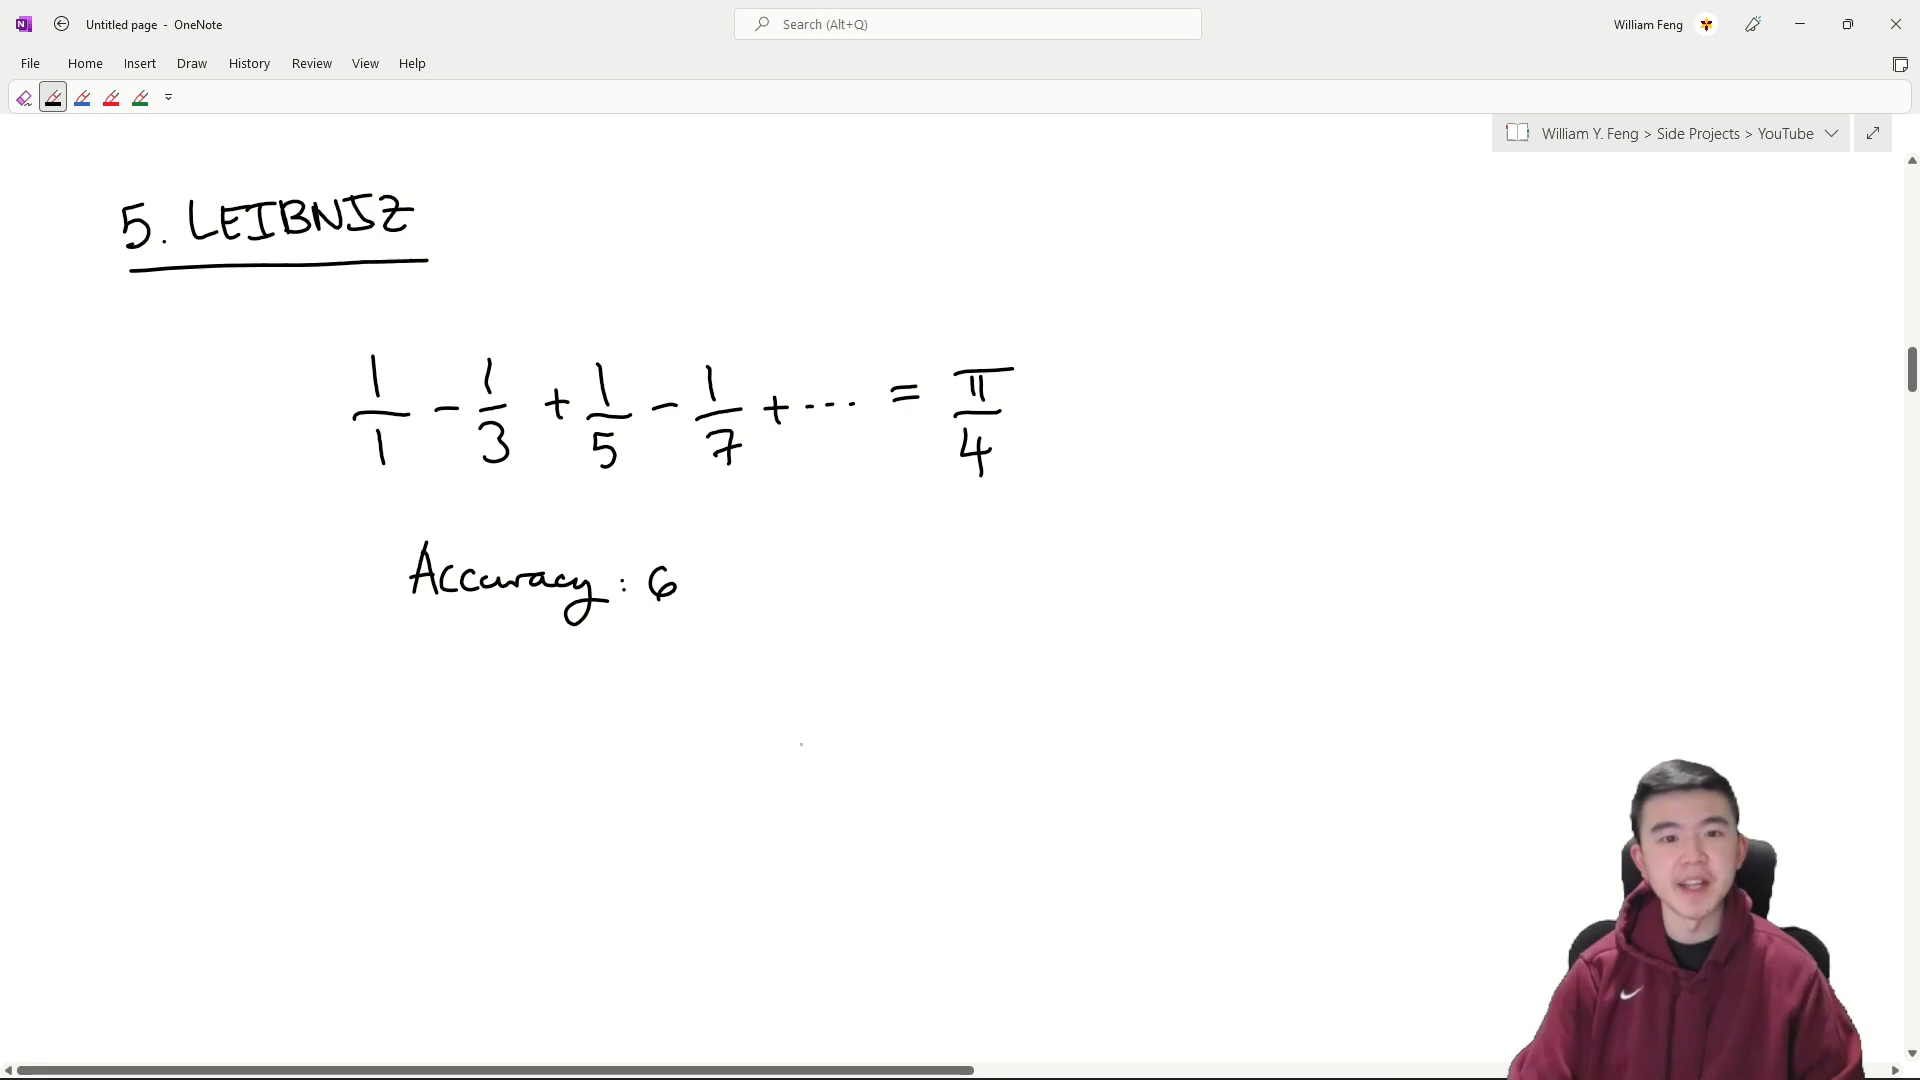 Untitled page - OneNote
Search (Alt+Q)
William Feng
File Home Insert Draw History Review View Help
William Y. Feng > Side Projects > YouTube
5. LEIBNIZ
1/1 - 1/3 + 1/5 - 1/7 + ··· = π/4
Accuracy: 6